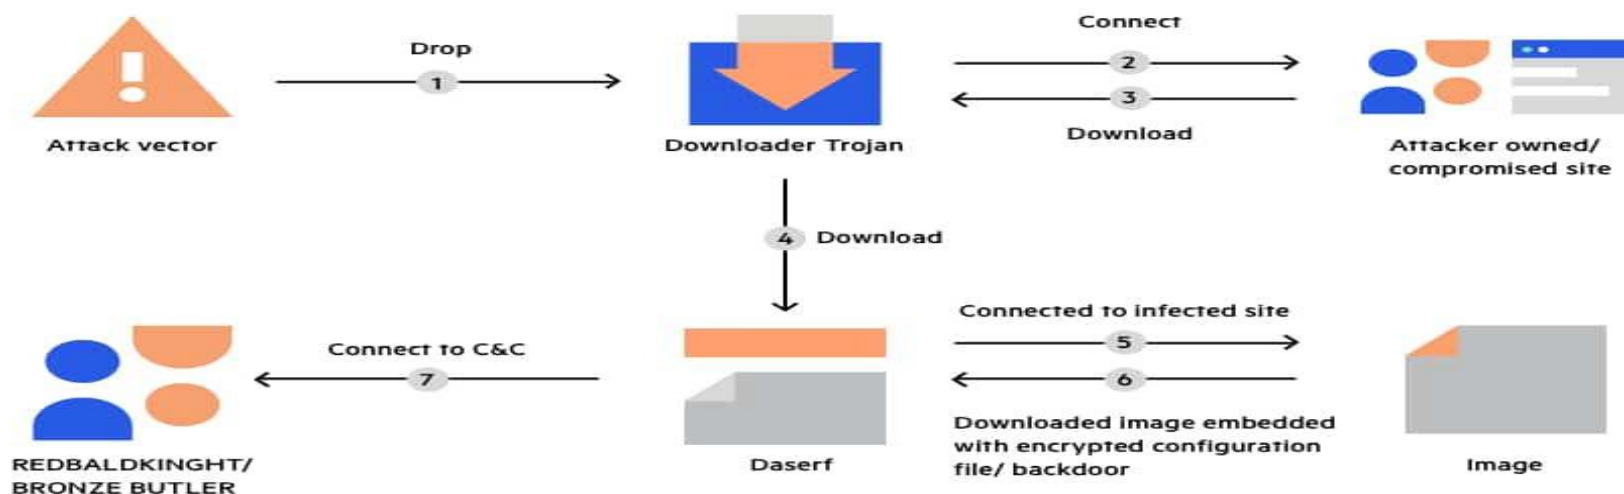 Drop
1
Attack vector
Downloader Trojan
Connect
2
3
Download
Attacker owned/
compromised site
4 Download
Connected to infected site
5
6
Downloaded image embedded
with encrypted configuration
file/ backdoor
Connect to C&C
7
REDBALDKINGHT/
BRONZE BUTLER
Daserf
Image